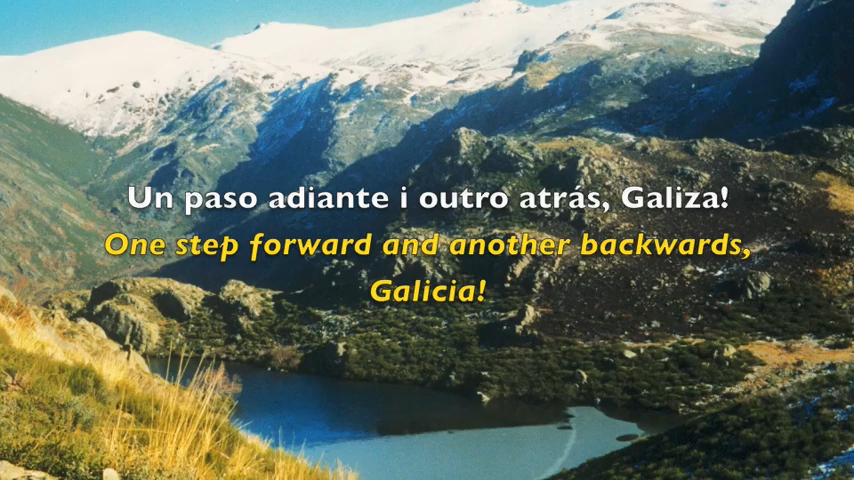 Un paso adiante i outro atrás, Galiza!
One step forward and another backwards,
Galicia!